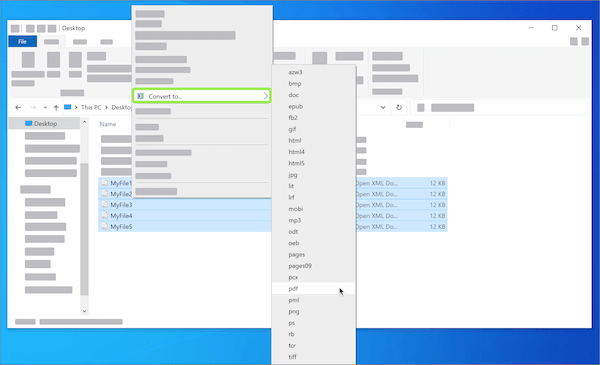 Desktop
File
Convert to...
This PC
Deskto
Desktop
Name
MyFile1
Open XML Do...
12 KB
MyFile2
Open XML Do...
12 KB
MyFile3
Open XML Do...
12 KB
MyFile4
Open XML Do...
12 KB
MyFile5
Open XML Do...
12 KB
azw3
bmp
doc
epub
fb2
gif
html
html4
html5
jpg
lit
lrf
mobi
mp3
odt
oeb
pages
pages09
pcx
pdf
pml
png
ps
rb
tcr
tiff